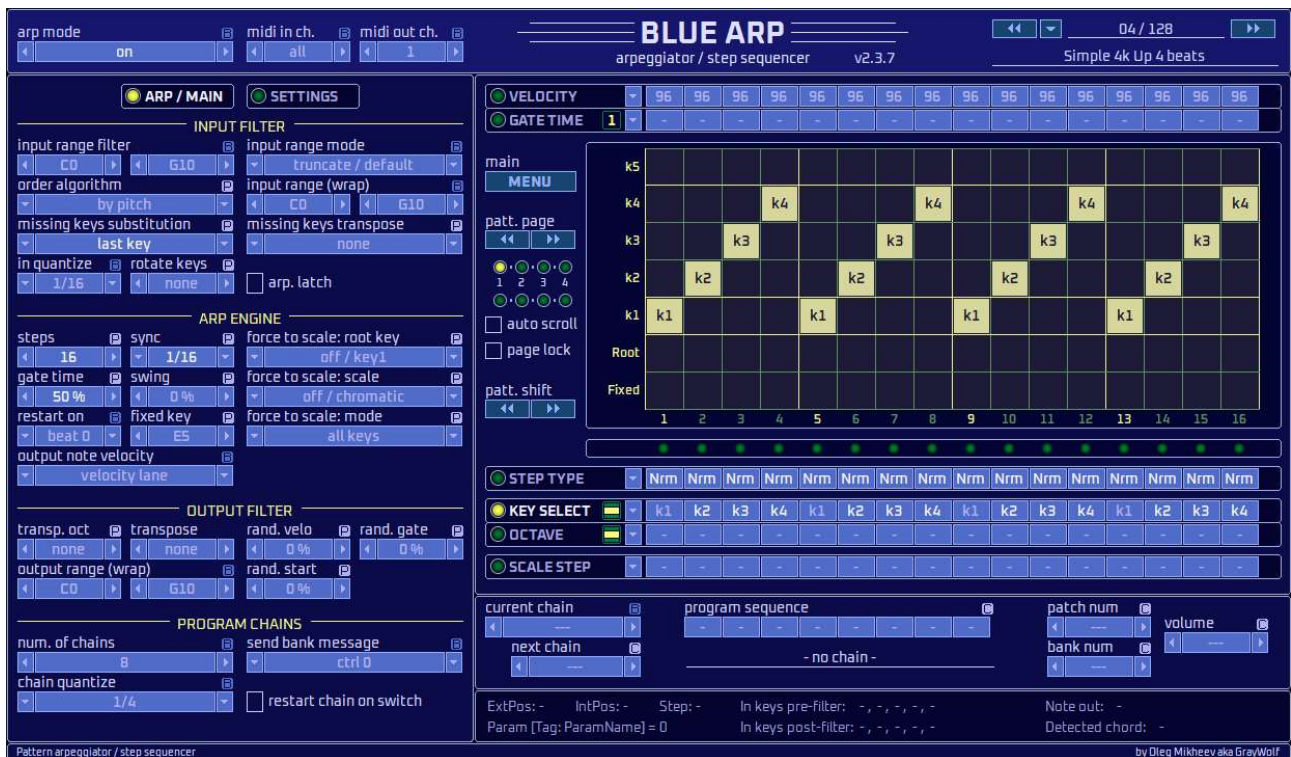 arp mode midi in ch. midi out ch.
on all 1
BLUE ARP
arpeggiator / step sequencer v2.3.7
04 / 128
Simple 4k Up 4 beats
ARP / MAIN SETTINGS
INPUT FILTER
input range filter input range mode
C0 G10 truncate / default
order algorithm input range (wrap)
by pitch C0 G10
missing keys substitution missing keys transpose
last key none
in quantize rotate keys
1/16 none arp. latch
ARP ENGINE
steps sync force to scale: root key
16 1/16 off / key1
gate time swing force to scale: scale
50 % 0 % off / chromatic
restart on fixed key force to scale: mode
beat 0 E5 all keys
output note velocity
velocity lane
OUTPUT FILTER
transp. oct transpose rand. velo rand. gate
none none 0 % 0 %
output range (wrap) rand. start
C0 G10 0 %
PROGRAM CHAINS
num. of chains send bank message
8 ctrl 0
chain quantize
1/4 restart chain on switch
VELOCITY 96 96 96 96 96 96 96 96 96 96 96 96 96 96 96 96
GATE TIME 1 - - - - - - - - - - - - - - - -
main
MENU
patt. page
1 2 3 4
auto scroll
page lock
patt. shift
k5
k4 k4 k4 k4 k4
k3 k3 k3 k3 k3
k2 k2 k2 k2 k2
k1 k1 k1 k1 k1
Root
Fixed
1 2 3 4 5 6 7 8 9 10 11 12 13 14 15 16
STEP TYPE Nrm Nrm Nrm Nrm Nrm Nrm Nrm Nrm Nrm Nrm Nrm Nrm Nrm Nrm Nrm Nrm
KEY SELECT k1 k2 k3 k4 k1 k2 k3 k4 k1 k2 k3 k4 k1 k2 k3 k4
OCTAVE - - - - - - - - - - - - - - - -
SCALE STEP - - - - - - - - - - - - - - - -
current chain program sequence patch num
--- - - - - - - - - --- volume
next chain bank num ---
--- - no chain - ---
ExtPos: - IntPos: - Step: - In keys pre-filter: -, -, -, -, - Note out: -
Param [Tag: ParamName] = 0 In keys post-filter: -, -, -, -, - Detected chord: -
Pattern arpeggiator / step sequencer by Oleg Mikheev aka GrayWolf